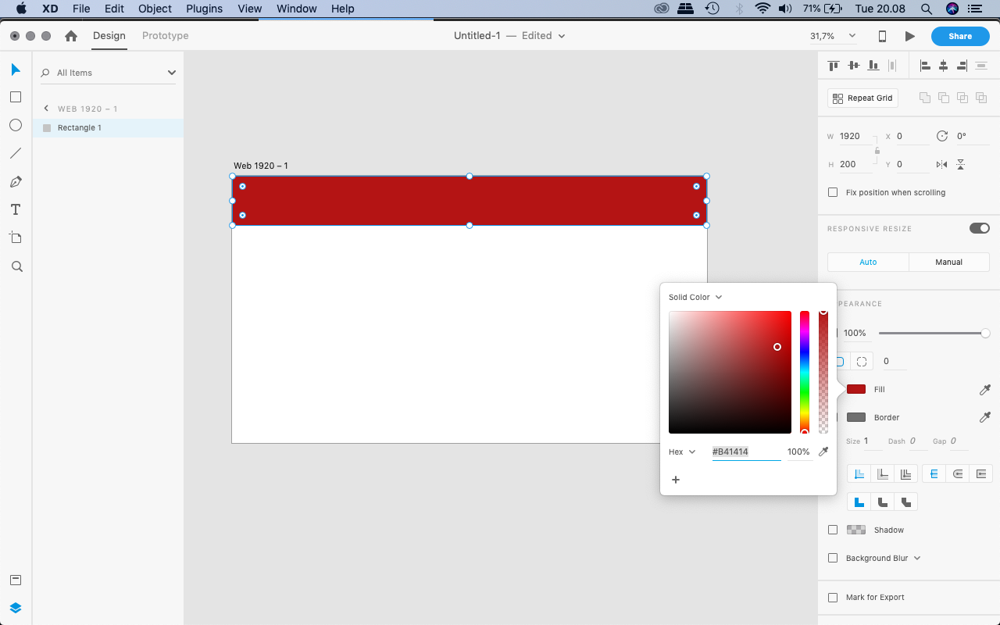 XD File Edit Object Plugins View Window Help 71% Tue 20.08
Design Prototype Untitled-1 — Edited 31,7% Share
All Items
WEB 1920 – 1
Rectangle 1
Web 1920 – 1
Repeat Grid
W 1920 X 0 0°
H 200 Y 0
Fix position when scrolling
RESPONSIVE RESIZE
Auto Manual
PEARANCE
100%
0
Fill
Border
Size 1 Dash 0 Gap 0
Shadow
Background Blur
Mark for Export
Solid Color
Hex #B41414 100%